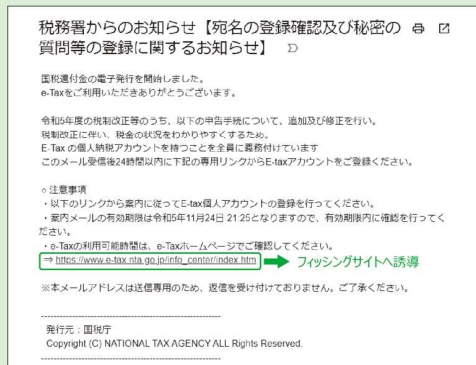 税務署からのお知らせ【宛名の登録確認及び秘密の
質問等の登録に関するお知らせ】
国税還付金の電子発行を開始しました。
e-Taxをご利用いただきありがとうございます。
令和5年度の税制改正等のうち、以下の申告手続について、追加及び修正を行い。
税制改正に伴い、税金の状況をわかりやすくするため、
E-Tax の個人納税アカウントを持つことを全員に義務付けています
このメール受信後24時間以内に下記の専用リンクからE-taxアカウントをご登録ください。
○ 注意事項
・以下のリンクから案内に従ってE-tax個人アカウントの登録を行ってください。
・案内メールの有効期限は令和5年11月24日 21:25となりますので、有効期限内に確認を行ってく
ださい。
・e-Taxの利用可能時間は、e-Taxホームページでご確認してください。
⇒ https://www.e-tax.nta.go.jp/info_center/index.htm フィッシングサイトへ誘導
※本メールアドレスは送信専用のため、返信を受け付けておりません。ご了承ください。
--------------------------------------------------
発行元：国税庁
Copyright (C) NATIONAL TAX AGENCY ALL Rights Reserved.
--------------------------------------------------